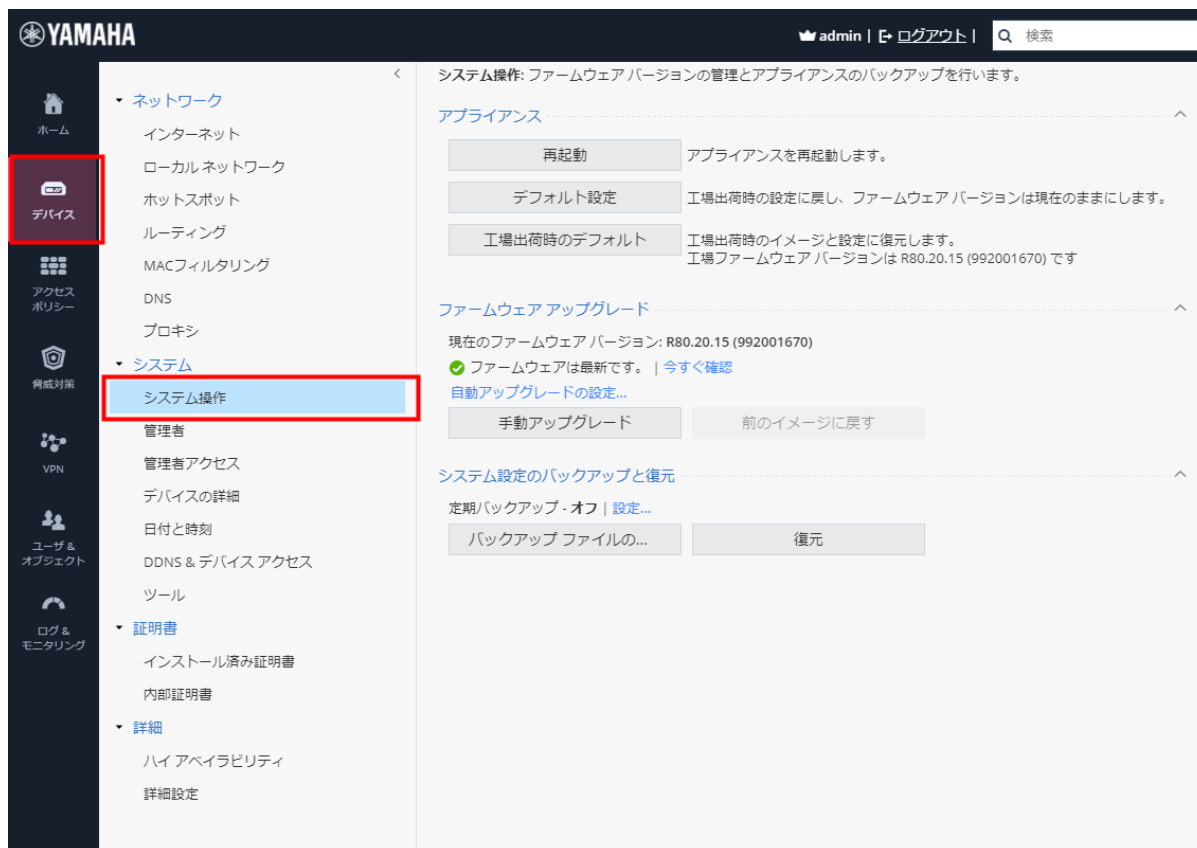 YAMAHA
admin | ログアウト |
検索
ホーム
デバイス
アクセス
ポリシー
脅威対策
VPN
ユーザ &
オブジェクト
ログ &
モニタリング
ネットワーク
インターネット
ローカル ネットワーク
ホットスポット
ルーティング
MACフィルタリング
DNS
プロキシ
システム
システム操作
管理者
管理者アクセス
デバイスの詳細
日付と時刻
DDNS & デバイス アクセス
ツール
証明書
インストール済み証明書
内部証明書
詳細
ハイ アベイラビリティ
詳細設定
システム操作: ファームウェア バージョンの管理とアプライアンスのバックアップを行います。
アプライアンス
再起動 アプライアンスを再起動します。
デフォルト設定 工場出荷時の設定に戻し、ファームウェア バージョンは現在のままにします。
工場出荷時のデフォルト 工場出荷時のイメージと設定に復元します。
工場ファームウェア バージョンは R80.20.15 (992001670) です
ファームウェア アップグレード
現在のファームウェア バージョン: R80.20.15 (992001670)
ファームウェアは最新です。 | 今すぐ確認
自動アップグレードの設定...
手動アップグレード 前のイメージに戻す
システム設定のバックアップと復元
定期バックアップ - オフ | 設定...
バックアップ ファイルの... 復元